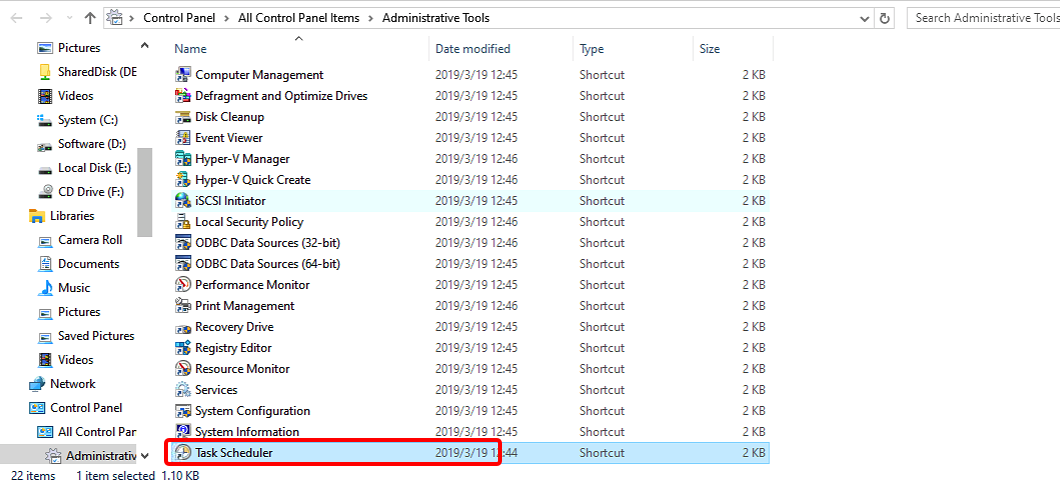 Control Panel > All Control Panel Items > Administrative Tools
Search Administrative Tools
Name Date modified Type Size
Pictures
SharedDisk (DE
Videos
System (C:)
Software (D:)
Local Disk (E:)
CD Drive (F:)
Libraries
Camera Roll
Documents
Music
Pictures
Saved Pictures
Videos
Network
Control Panel
All Control Par
Administrativ
Computer Management 2019/3/19 12:45 Shortcut 2 KB
Defragment and Optimize Drives 2019/3/19 12:45 Shortcut 2 KB
Disk Cleanup 2019/3/19 12:45 Shortcut 2 KB
Event Viewer 2019/3/19 12:45 Shortcut 2 KB
Hyper-V Manager 2019/3/19 12:46 Shortcut 2 KB
Hyper-V Quick Create 2019/3/19 12:46 Shortcut 2 KB
iSCSI Initiator 2019/3/19 12:45 Shortcut 2 KB
Local Security Policy 2019/3/19 12:46 Shortcut 2 KB
ODBC Data Sources (32-bit) 2019/3/19 12:46 Shortcut 2 KB
ODBC Data Sources (64-bit) 2019/3/19 12:45 Shortcut 2 KB
Performance Monitor 2019/3/19 12:45 Shortcut 2 KB
Print Management 2019/3/19 12:46 Shortcut 2 KB
Recovery Drive 2019/3/19 12:45 Shortcut 2 KB
Registry Editor 2019/3/19 12:45 Shortcut 2 KB
Resource Monitor 2019/3/19 12:45 Shortcut 2 KB
Services 2019/3/19 12:45 Shortcut 2 KB
System Configuration 2019/3/19 12:45 Shortcut 2 KB
System Information 2019/3/19 12:45 Shortcut 2 KB
Task Scheduler 2019/3/19 12:44 Shortcut 2 KB
22 items 1 item selected 1.10 KB